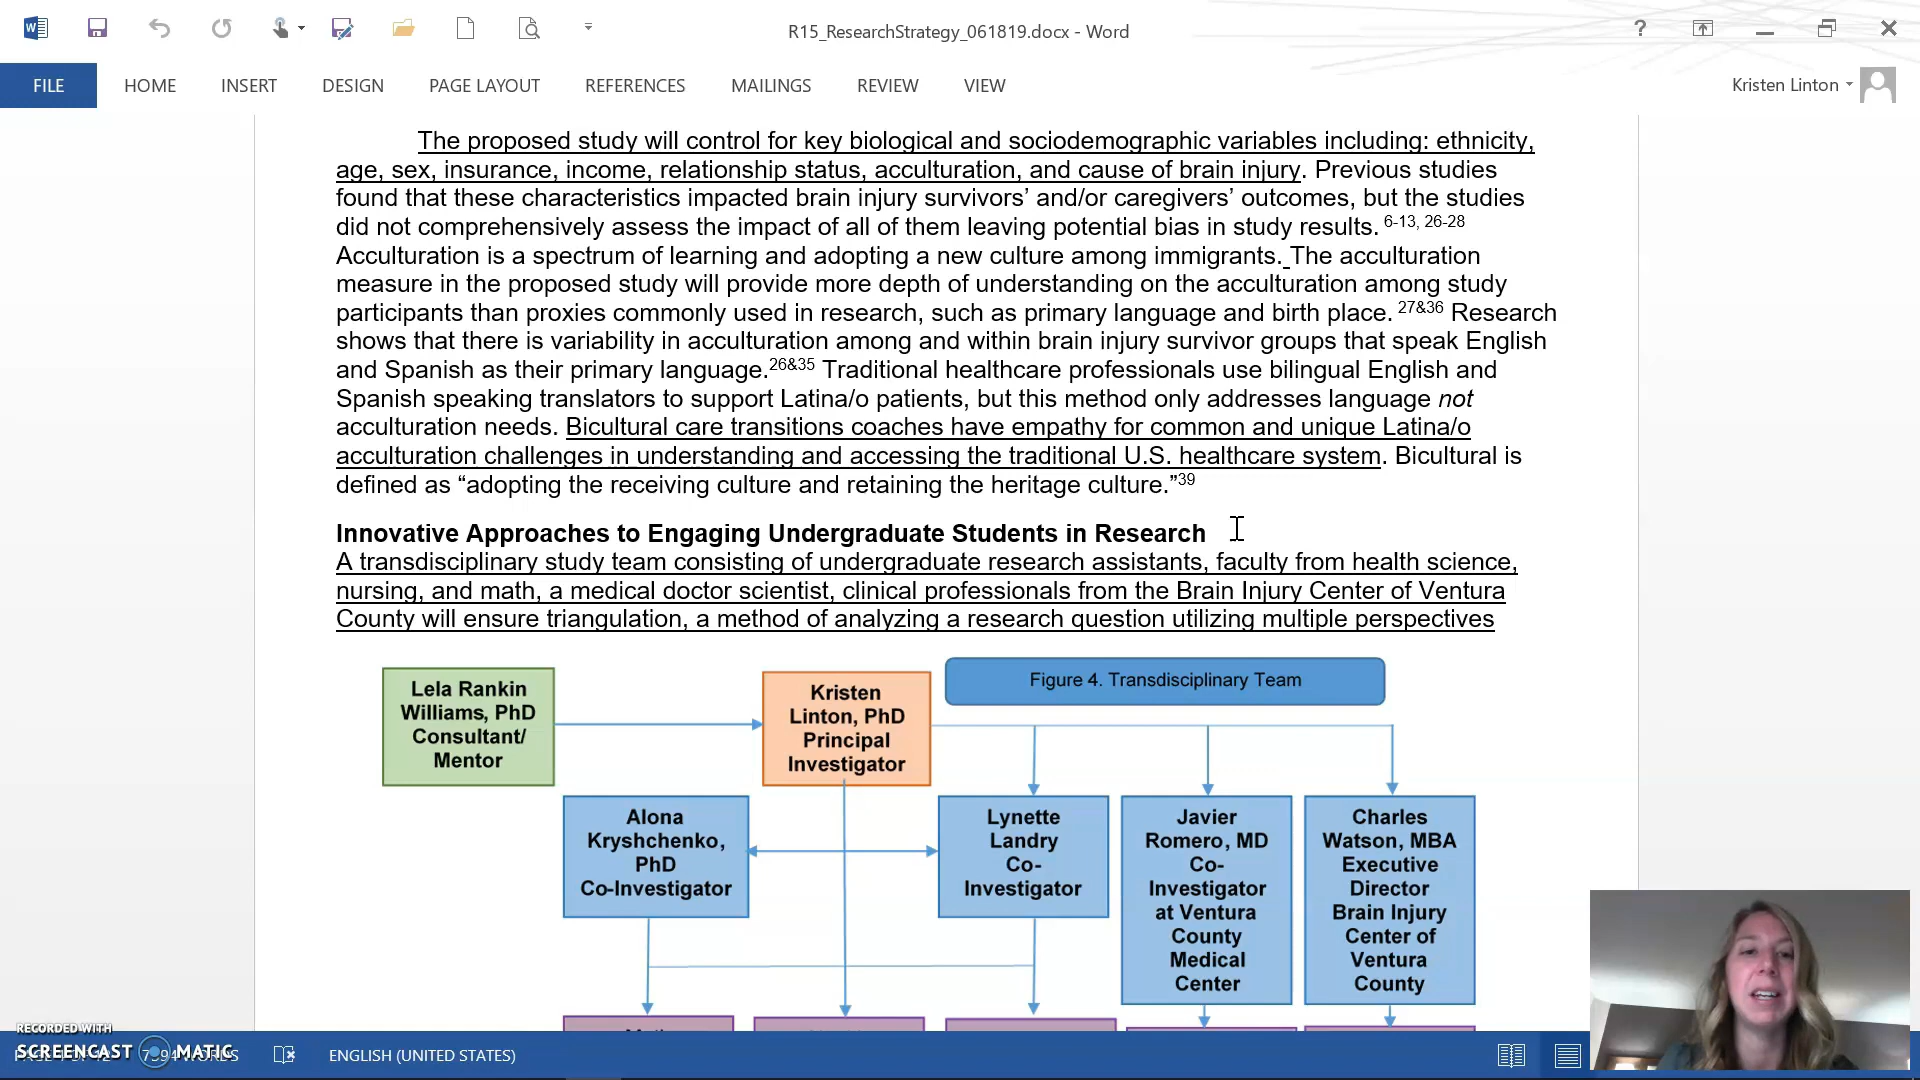 R15_ResearchStrategy_061819.docx - Word
FILE
HOME
INSERT
DESIGN
PAGE LAYOUT
REFERENCES
MAILINGS
REVIEW
VIEW
Kristen Linton
The proposed study will control for key biological and sociodemographic variables including: ethnicity,
age, sex, insurance, income, relationship status, acculturation, and cause of brain injury. Previous studies
found that these characteristics impacted brain injury survivors’ and/or caregivers’ outcomes, but the studies
did not comprehensively assess the impact of all of them leaving potential bias in study results. 6-13, 26-28
Acculturation is a spectrum of learning and adopting a new culture among immigrants. The acculturation
measure in the proposed study will provide more depth of understanding on the acculturation among study
participants than proxies commonly used in research, such as primary language and birth place. 27&36 Research
shows that there is variability in acculturation among and within brain injury survivor groups that speak English
and Spanish as their primary language.26&35 Traditional healthcare professionals use bilingual English and
Spanish speaking translators to support Latina/o patients, but this method only addresses language not
acculturation needs. Bicultural care transitions coaches have empathy for common and unique Latina/o
acculturation challenges in understanding and accessing the traditional U.S. healthcare system. Bicultural is
defined as “adopting the receiving culture and retaining the heritage culture.”39
Innovative Approaches to Engaging Undergraduate Students in Research
A transdisciplinary study team consisting of undergraduate research assistants, faculty from health science,
nursing, and math, a medical doctor scientist, clinical professionals from the Brain Injury Center of Ventura
County will ensure triangulation, a method of analyzing a research question utilizing multiple perspectives
Figure 4. Transdisciplinary Team
Lela Rankin
Williams, PhD
Consultant/
Mentor
Kristen
Linton, PhD
Principal
Investigator
Alona
Kryshchenko,
PhD
Co-Investigator
Lynette
Landry
Co-
Investigator
Javier
Romero, MD
Co-
Investigator
at Ventura
County
Medical
Center
Charles
Watson, MBA
Executive
Director
Brain Injury
Center of
Ventura
County
RECORDED WITH
SCREENCAST MATIC
WORDS
ENGLISH (UNITED STATES)